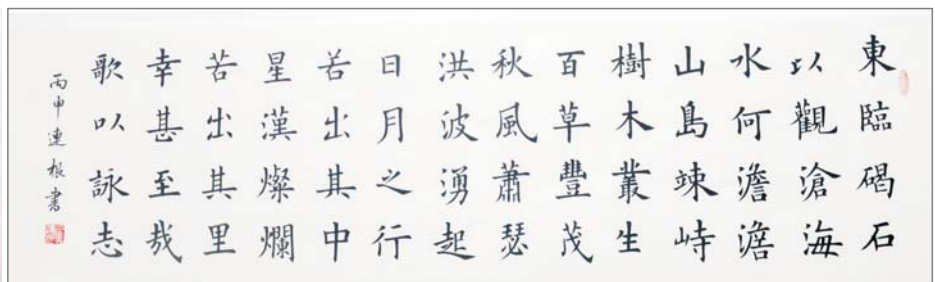 東臨碣石
以觀滄海
水何澹澹
山島竦峙
樹木叢生
百草豐茂
秋風蕭瑟
洪波湧起
日月之行
若出其中
星漢燦爛
若出其里
幸甚至哉
歌以詠志
丙申連根書